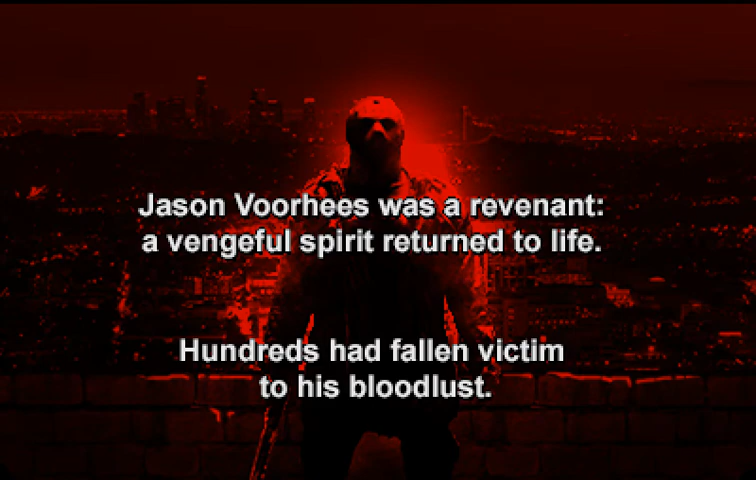 Jason Voorhees was a revenant:
a vengeful spirit returned to life.
Hundreds had fallen victim
to his bloodlust.